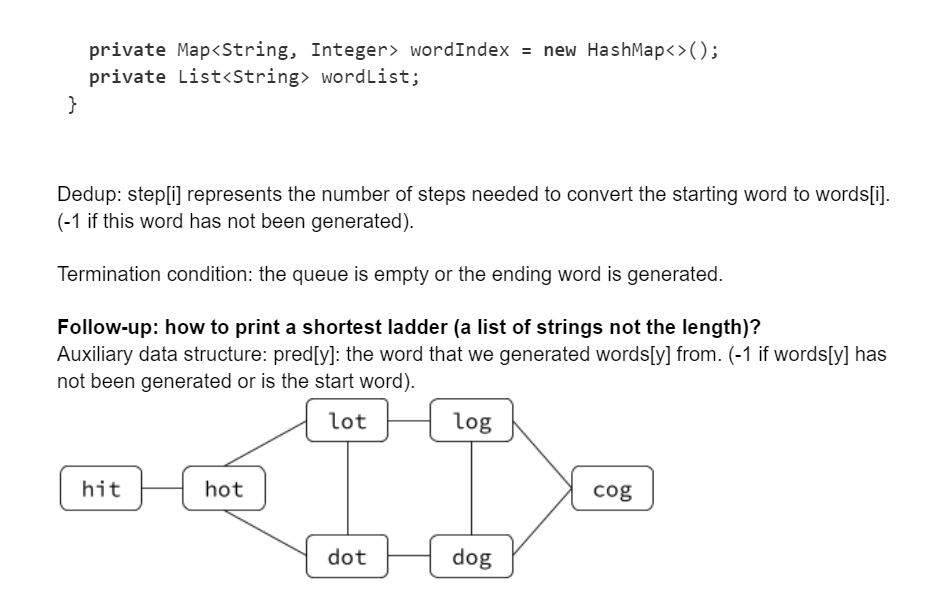 private Map<String, Integer> wordIndex = new HashMap<>();
private List<String> wordList;
}
Dedup: step[i] represents the number of steps needed to convert the starting word to words[i].
(-1 if this word has not been generated).
Termination condition: the queue is empty or the ending word is generated.
Follow-up: how to print a shortest ladder (a list of strings not the length)?
Auxiliary data structure: pred[y]: the word that we generated words[y] from. (-1 if words[y] has
not been generated or is the start word).
lot log
hit hot cog
dot dog